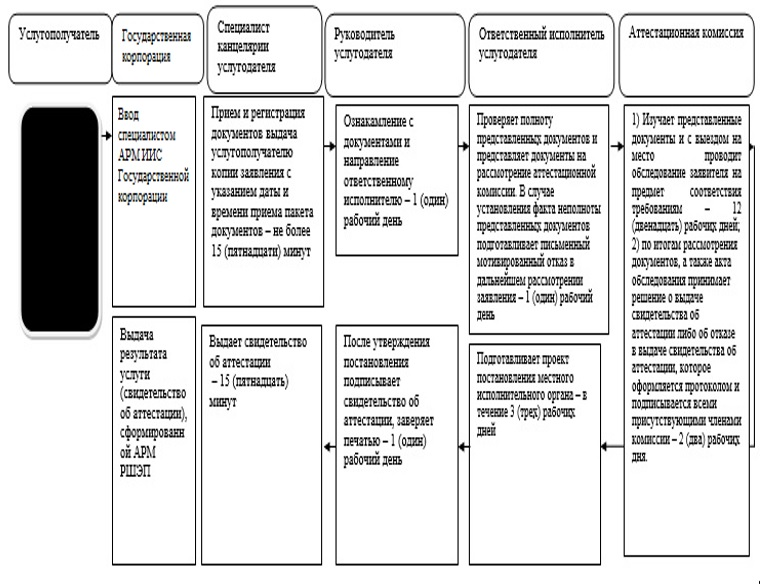 Услугополучатель
Государственная
корпорация
Специалист
канцелярии
услугодателя
Руководитель
услугодателя
Ответственный исполнитель
услугодателя
Аттестационная комиссия
Ввод
специалистом
АРМ ИИС
Государственной
корпорации
Прием и регистрация
документов выдача
услугополучателю
копии заявления с
указанием даты и
времени приема пакета
документов – не более
15 (пятнадцати) минут
Ознакамление с
документами и
направление
ответственному
исполнителю – 1 (один)
рабочий день
Проверяет полноту
представленных документов и
представляет документы на
рассмотрение аттестационной
комиссии. В случае
установления факта неполноты
представленных документов
подготавливает письменный
мотивированный отказ в
дальнейшем рассмотрении
заявления – 1 (один) рабочий
день
1) Изучает представленные
документы и с выездом на
место проводит
обследование заявителя на
предмет соответствия
требованиям – 12
(двенадцать) рабочих дней;
2) по итогам рассмотрения
документов, а также акта
обследования принимает
решение о выдаче
свидетельства об
аттестации либо об отказе
в выдаче свидетельства об
аттестации, которое
оформляется протоколом и
подписывается всеми
присутствующими членами
комиссии – 2 (два) рабочих
дня.
Выдача
результата
услуги
(свидетельство
об аттестации),
сформированн
ой АРМ
РШЭП
Выдает свидетельство
об аттестации
– 15 (пятнадцать)
минут
После утверждения
постановления
подписывает
свидетельство об
аттестации, заверяет
печатью – 1 (один)
рабочий день
Подготавливает проект
постановления местного
исполнительного органа – в
течение 3 (трех) рабочих
дней